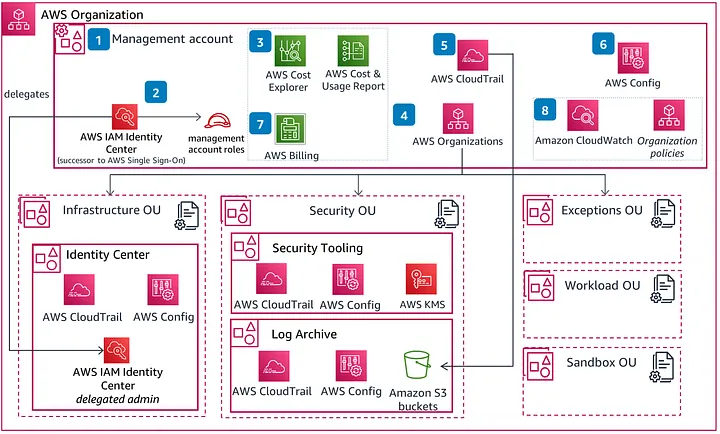 AWS Organization
1
Management account
3
AWS Cost
Explorer
AWS Cost &
Usage Report
5
AWS CloudTrail
6
AWS Config
delegates
2
AWS IAM Identity
Center
(successor to AWS Single Sign-On)
management
account roles
7
AWS Billing
4
AWS Organizations
8
Amazon CloudWatch
Organization
policies
Infrastructure OU
Identity Center
AWS CloudTrail
AWS Config
AWS IAM Identity
Center
delegated admin
Security OU
Security Tooling
AWS CloudTrail
AWS Config
AWS KMS
Log Archive
AWS CloudTrail
AWS Config
Amazon S3
buckets
Exceptions OU
Workload OU
Sandbox OU